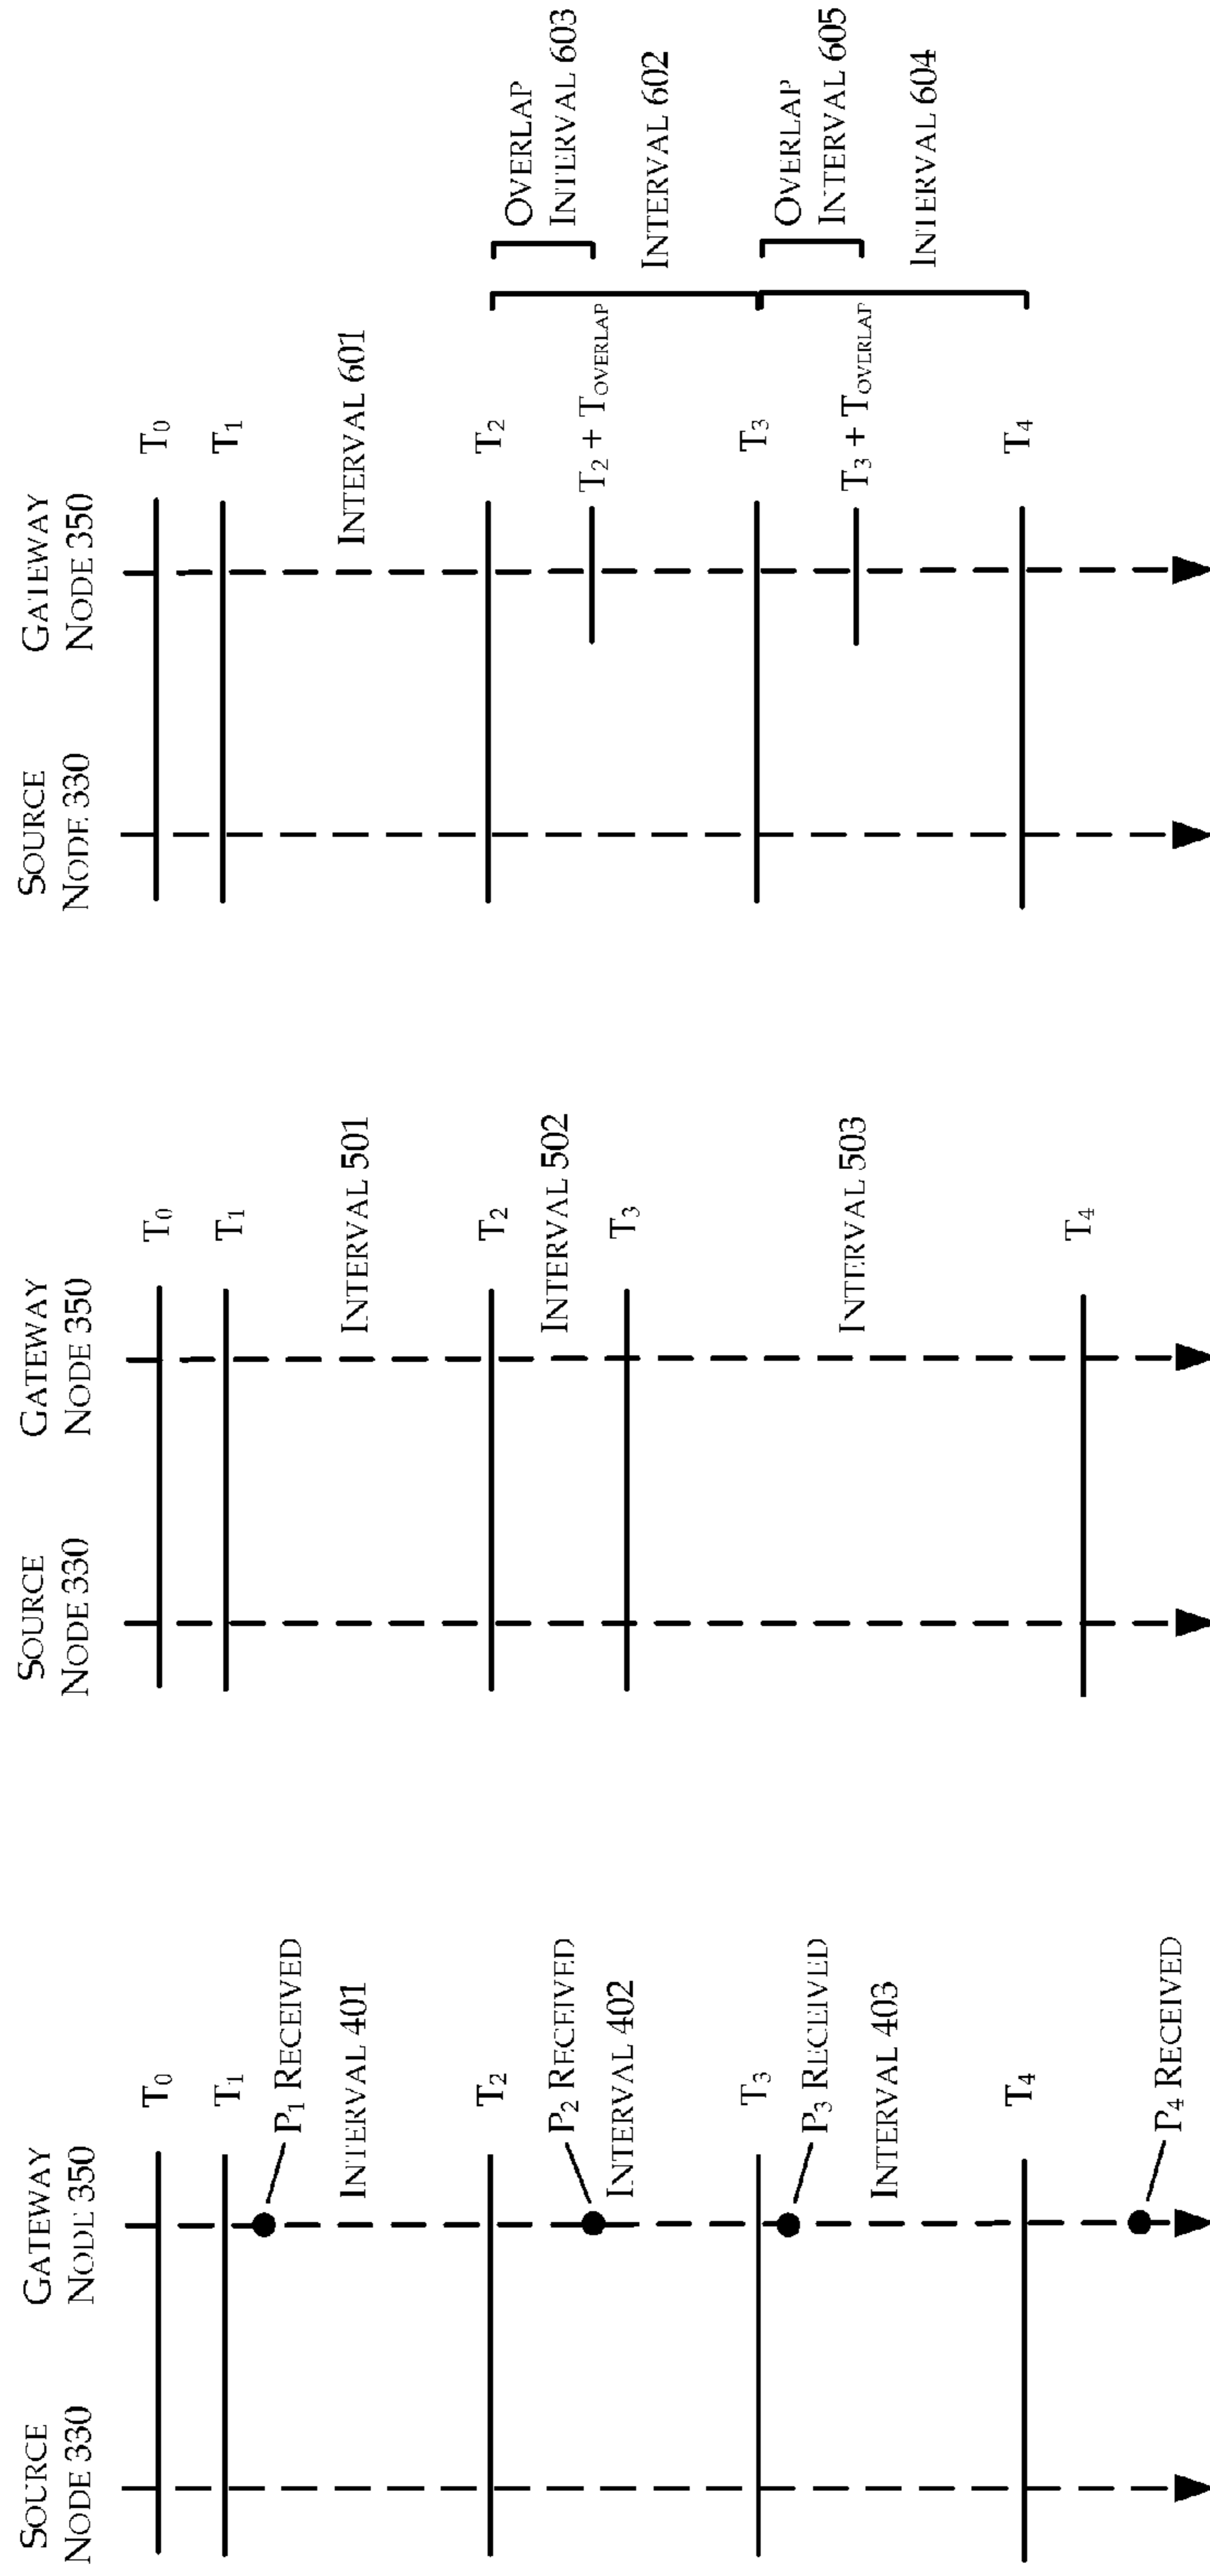 SOURCE
NODE 330
GATEWAY
NODE 350
T0
T1
P1 RECEIVED
INTERVAL 401
T2
P2 RECEIVED
INTERVAL 402
T3
P3 RECEIVED
INTERVAL 403
T4
P4 RECEIVED
SOURCE
NODE 330
GATEWAY
NODE 350
T0
T1
INTERVAL 501
T2
INTERVAL 502
T3
INTERVAL 503
T4
SOURCE
NODE 330
GATEWAY
NODE 350
T0
T1
INTERVAL 601
T2
OVERLAP
INTERVAL 603
T2 + TOVERLAP
INTERVAL 602
T3
OVERLAP
INTERVAL 605
T3 + TOVERLAP
INTERVAL 604
T4